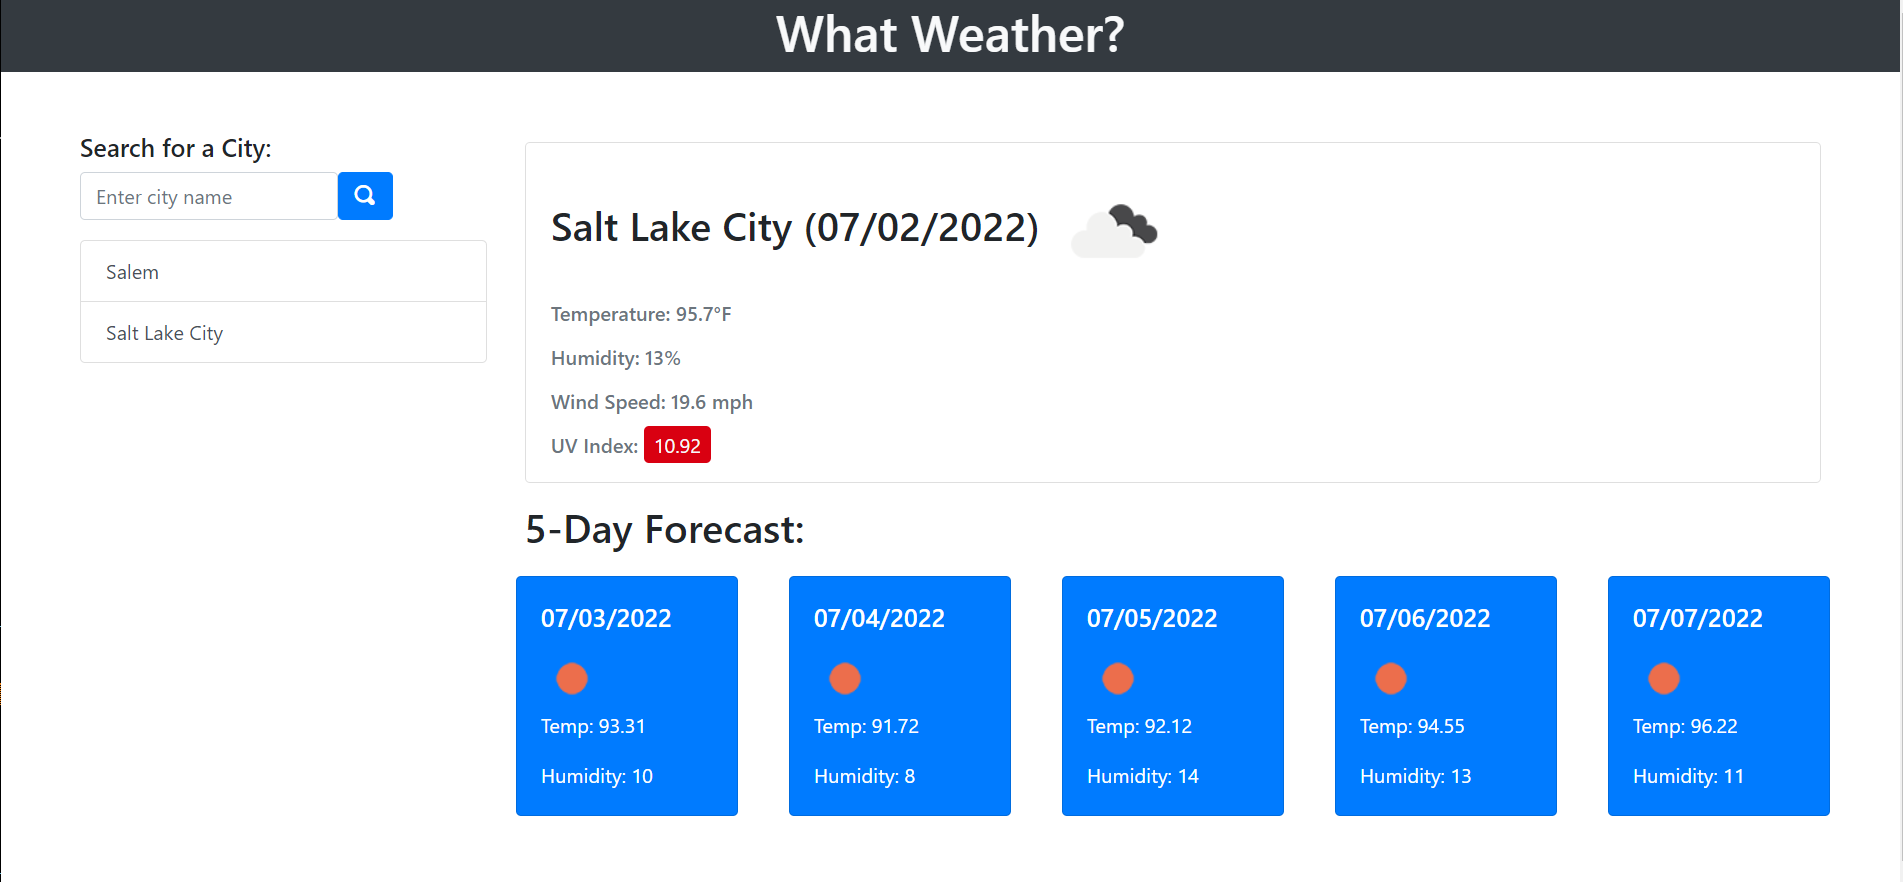 What Weather?
Search for a City:
Enter city name
Salem
Salt Lake City
Salt Lake City (07/02/2022)
Temperature: 95.7°F
Humidity: 13%
Wind Speed: 19.6 mph
UV Index: 10.92
5-Day Forecast:
07/03/2022
Temp: 93.31
Humidity: 10
07/04/2022
Temp: 91.72
Humidity: 8
07/05/2022
Temp: 92.12
Humidity: 14
07/06/2022
Temp: 94.55
Humidity: 13
07/07/2022
Temp: 96.22
Humidity: 11